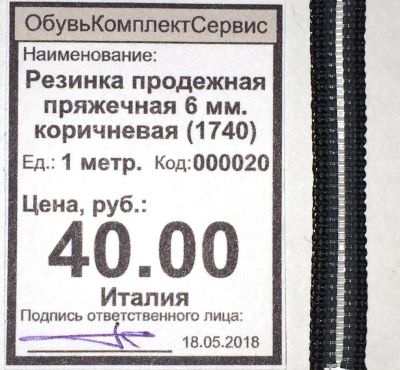 ОбувьКомплектСервис
Наименование:
Резинка продежная
пряжечная 6 мм.
коричневая (1740)
Ед.: 1 метр. Код:000020
Цена, руб.:
40.00
Италия
Подпись ответственного лица:
18.05.2018